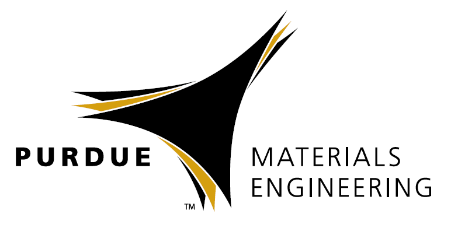 PURDUE
MATERIALS
ENGINEERING
TM